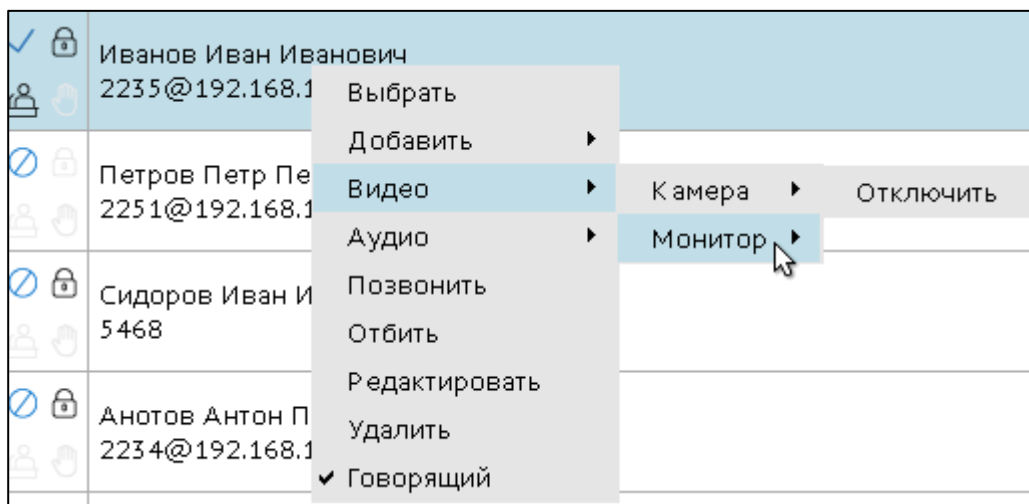 Иванов Иван Иванович
2235@192.168.1
Петров Петр Пе
2251@192.168.1
Сидоров Иван И
5468
Анотов Антон П
2234@192.168.1
Выбрать
Добавить
Видео
Аудио
Позвонить
Отбить
Редактировать
Удалить
Говорящий
Камера
Монитор
Отключить